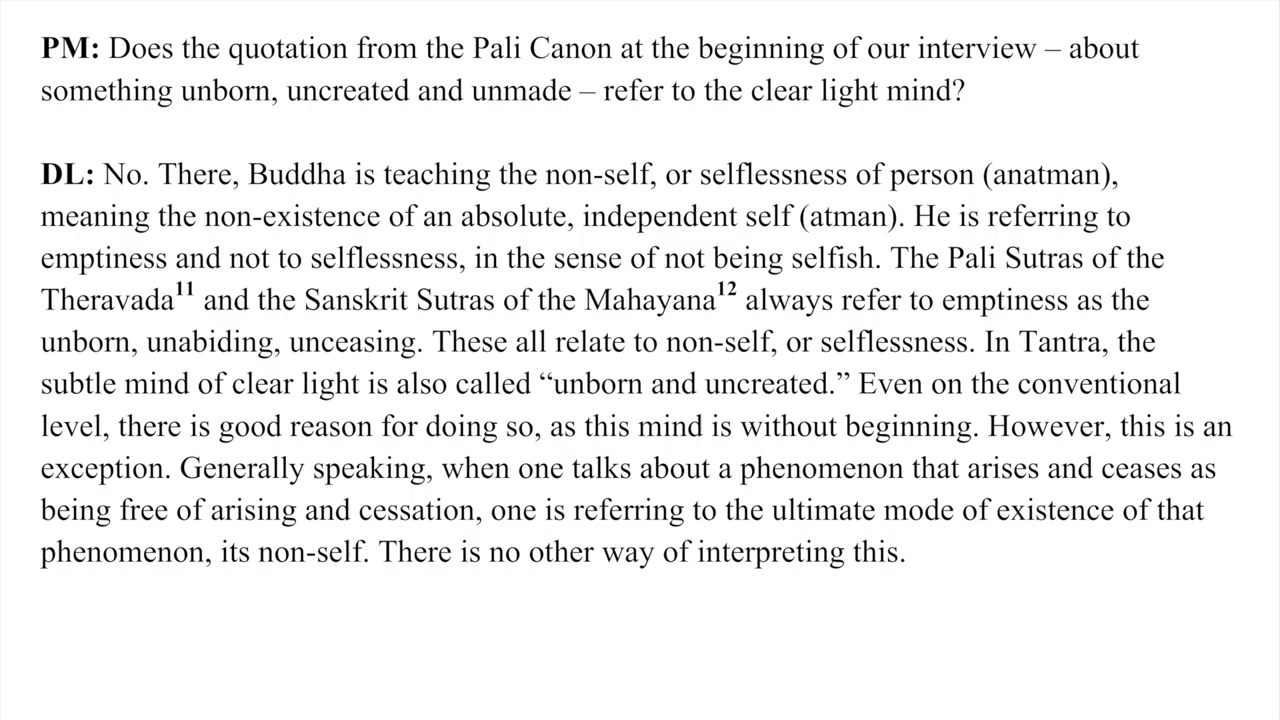 PM: Does the quotation from the Pali Canon at the beginning of our interview – about
something unborn, uncreated and unmade – refer to the clear light mind?
DL: No. There, Buddha is teaching the non-self, or selflessness of person (anatman),
meaning the non-existence of an absolute, independent self (atman). He is referring to
emptiness and not to selflessness, in the sense of not being selfish. The Pali Sutras of the
Theravada11 and the Sanskrit Sutras of the Mahayana12 always refer to emptiness as the
unborn, unabiding, unceasing. These all relate to non-self, or selflessness. In Tantra, the
subtle mind of clear light is also called “unborn and uncreated.” Even on the conventional
level, there is good reason for doing so, as this mind is without beginning. However, this is an
exception. Generally speaking, when one talks about a phenomenon that arises and ceases as
being free of arising and cessation, one is referring to the ultimate mode of existence of that
phenomenon, its non-self. There is no other way of interpreting this.